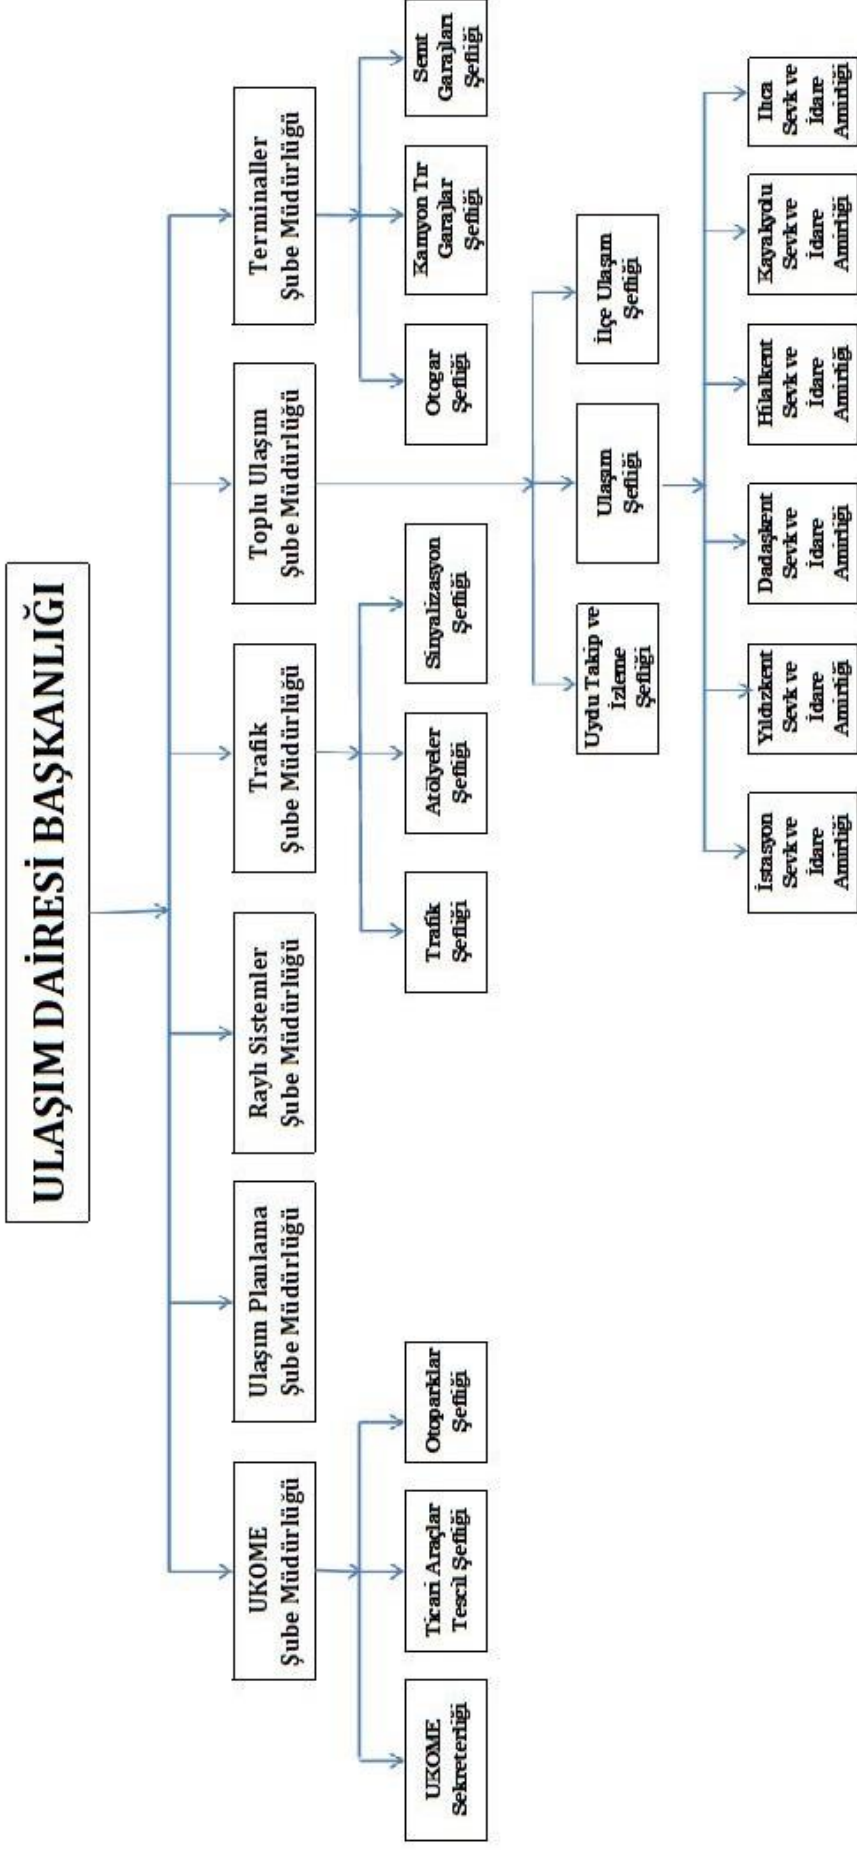 ULAŞIM DAİRESİ BAŞKANLIĞI
UKOME
Şube Müdürlüğü
Ulaşım Planlama
Şube Müdürlüğü
Raylı Sistemler
Şube Müdürlüğü
Trafik
Şube Müdürlüğü
Toplu Ulaşım
Şube Müdürlüğü
Terminaller
Şube Müdürlüğü
UKOME
Sekreterliği
Ticari Araçlar
Tescil Şefliği
Otoparklar
Şefliği
Trafik
Şefliği
Atölyeler
Şefliği
Sinyalizasyon
Şefliği
Otogar
Şefliği
Kamyon Tır
Garajlar
Şefliği
Semt
Garajları
Şefliği
Uydu Takip ve
İzleme
Şefliği
Ulaşım
Şefliği
İlçe Ulaşım
Şefliği
İstasyon
Sevk ve
İdare
Amirliği
Yıldızkent
Sevk ve
İdare
Amirliği
Dadaşkent
Sevk ve
İdare
Amirliği
Hilalkent
Sevk ve
İdare
Amirliği
Kayakyolu
Sevk ve
İdare
Amirliği
Ilıca
Sevk ve
İdare
Amirliği